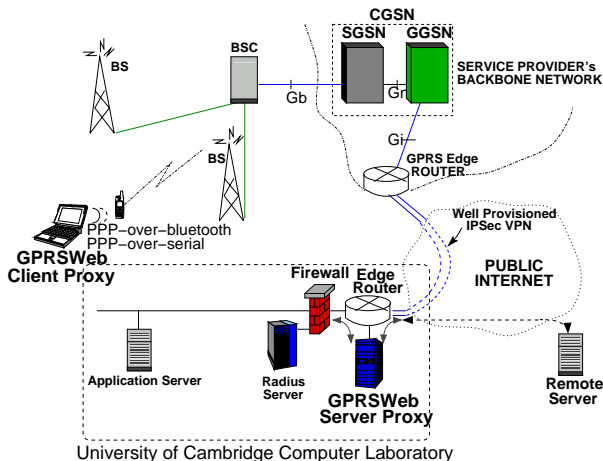 CGSN
SGSN
GGSN
BSC
BS
SERVICE PROVIDER's
BACKBONE NETWORK
Gb
Gn
Gi
BS
GPRS Edge
ROUTER
PPP-over-bluetooth
PPP-over-serial
GPRSWeb
Client Proxy
Well Provisioned
IPSec VPN
PUBLIC
INTERNET
Firewall
Edge
Router
Application Server
Radius
Server
GPRSWeb
Server Proxy
Remote
Server
University of Cambridge Computer Laboratory